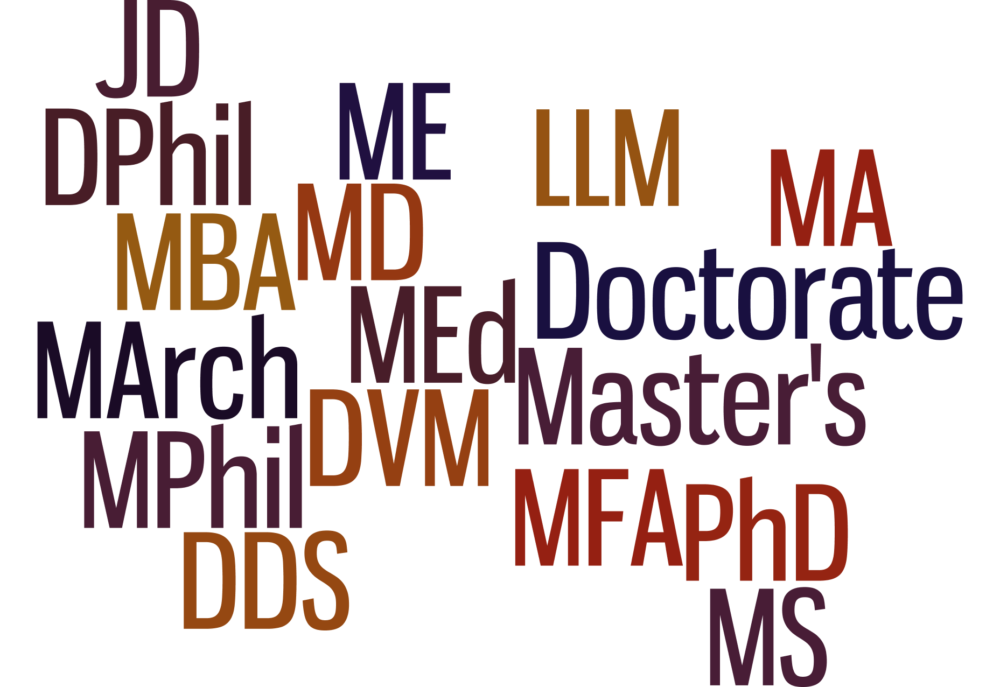 JD
DPhil
ME
LLM
MA
MBA
MD
Doctorate
MEd
MArch
Master's
DVM
MPhil
MFA
PhD
DDS
MS